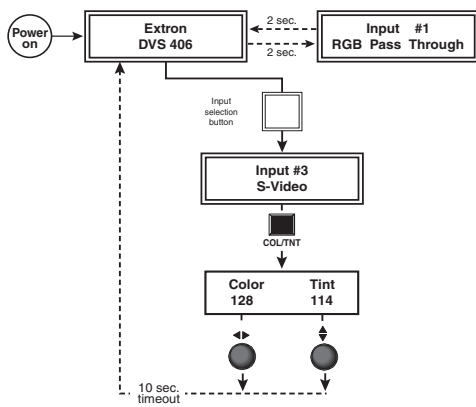 Power
on
Extron
DVS 406
2 sec.
2 sec.
Input #1
RGB Pass Through
Input
selection
button
Input #3
S-Video
COL/TNT
Color Tint
128 114
10 sec.
timeout